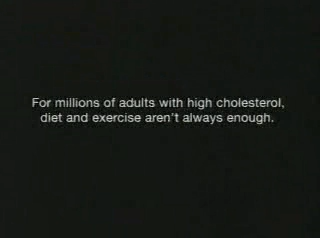 For millions of adults with high cholesterol,
diet and exercise aren't always enough.